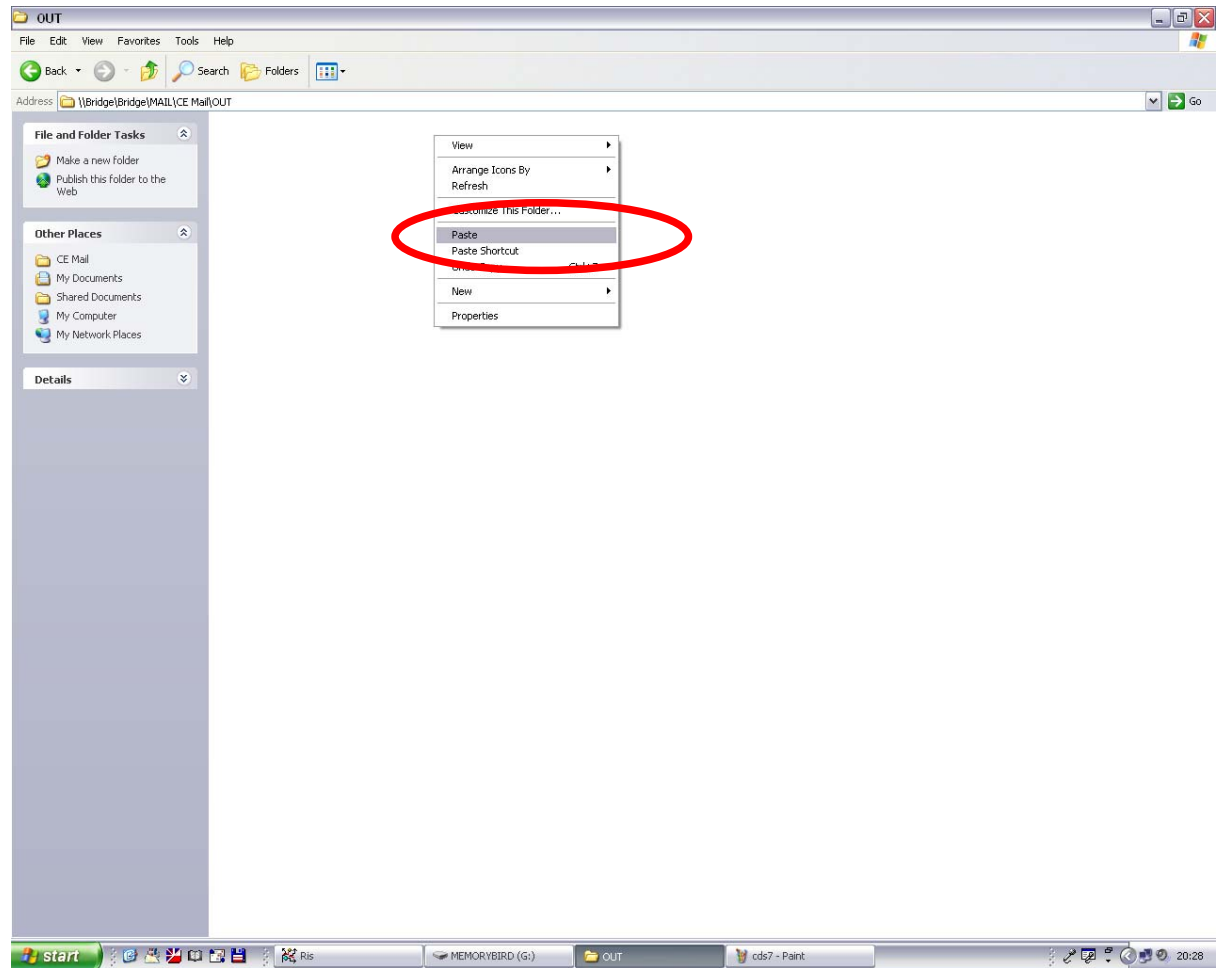 OUT
File Edit View Favorites Tools Help
Back Search Folders
Address \\Bridge\Bridge\MAIL\CE Mail\OUT Go
File and Folder Tasks
Make a new folder
Publish this folder to the
Web
Other Places
CE Mail
My Documents
Shared Documents
My Computer
My Network Places
Details
View
Arrange Icons By
Refresh
Customize This Folder...
Paste
Paste Shortcut
New
Properties
start Ris MEMORYBIRD (G:) OUT cds7 - Paint 20:28